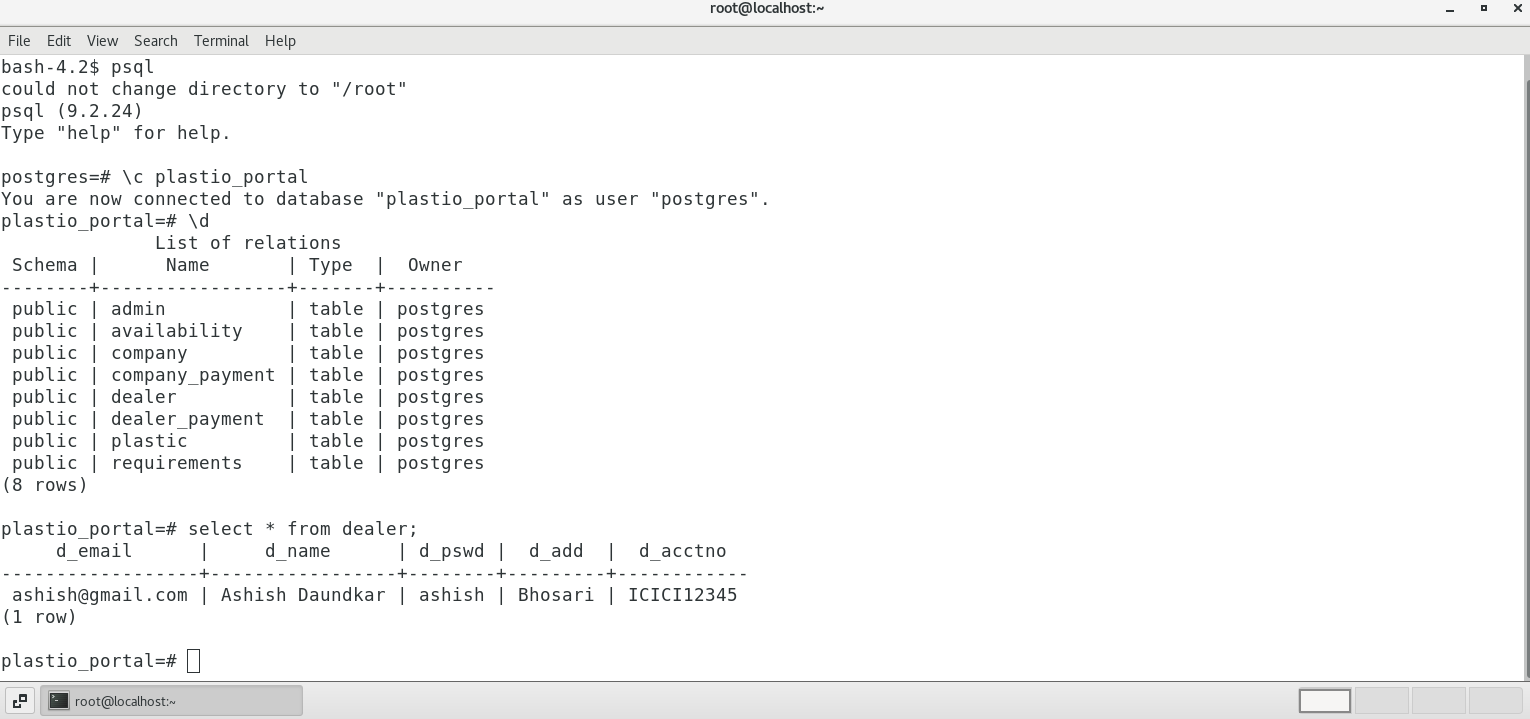 root@localhost:~
File Edit View Search Terminal Help
bash-4.2$ psql
could not change directory to "/root"
psql (9.2.24)
Type "help" for help.

postgres=# \c plastio_portal
You are now connected to database "plastio_portal" as user "postgres".
plastio_portal=# \d
              List of relations
 Schema |      Name       | Type  |  Owner
--------+-----------------+-------+----------
 public | admin           | table | postgres
 public | availability    | table | postgres
 public | company         | table | postgres
 public | company_payment | table | postgres
 public | dealer          | table | postgres
 public | dealer_payment  | table | postgres
 public | plastic         | table | postgres
 public | requirements    | table | postgres
(8 rows)

plastio_portal=# select * from dealer;
     d_email      |     d_name      | d_pswd |  d_add  |  d_acctno
------------------+-----------------+--------+---------+------------
 ashish@gmail.com | Ashish Daundkar | ashish | Bhosari | ICICI12345
(1 row)

plastio_portal=#
root@localhost:~